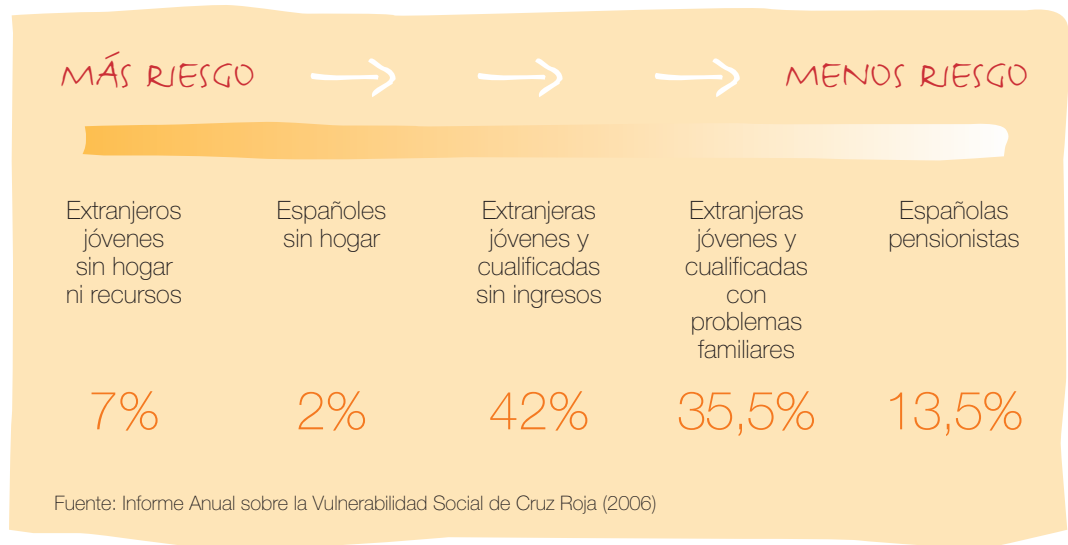 MÁS RIESGO
MENOS RIESGO
Extranjeros
jóvenes
sin hogar
ni recursos
7%
Españoles
sin hogar
2%
Extranjeras
jóvenes y
cualificadas
sin ingresos
42%
Extranjeras
jóvenes y
cualificadas
con
problemas
familiares
35,5%
Españolas
pensionistas
13,5%
Fuente: Informe Anual sobre la Vulnerabilidad Social de Cruz Roja (2006)